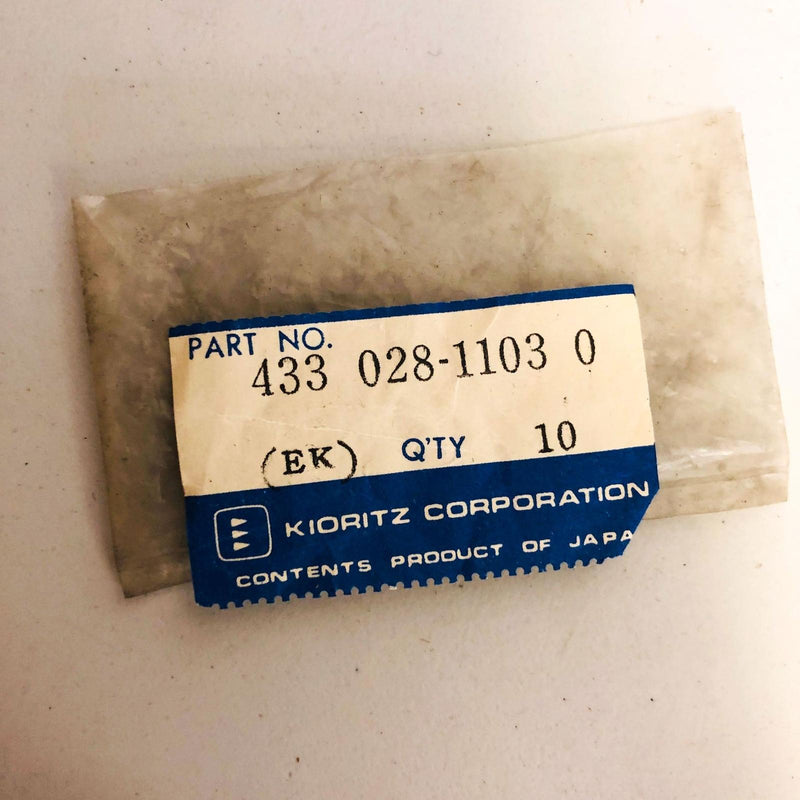 PART NO.
433 028-1103 0
(EK) Q'TY 10
KIORITZ CORPORATION
CONTENTS PRODUCT OF JAPA